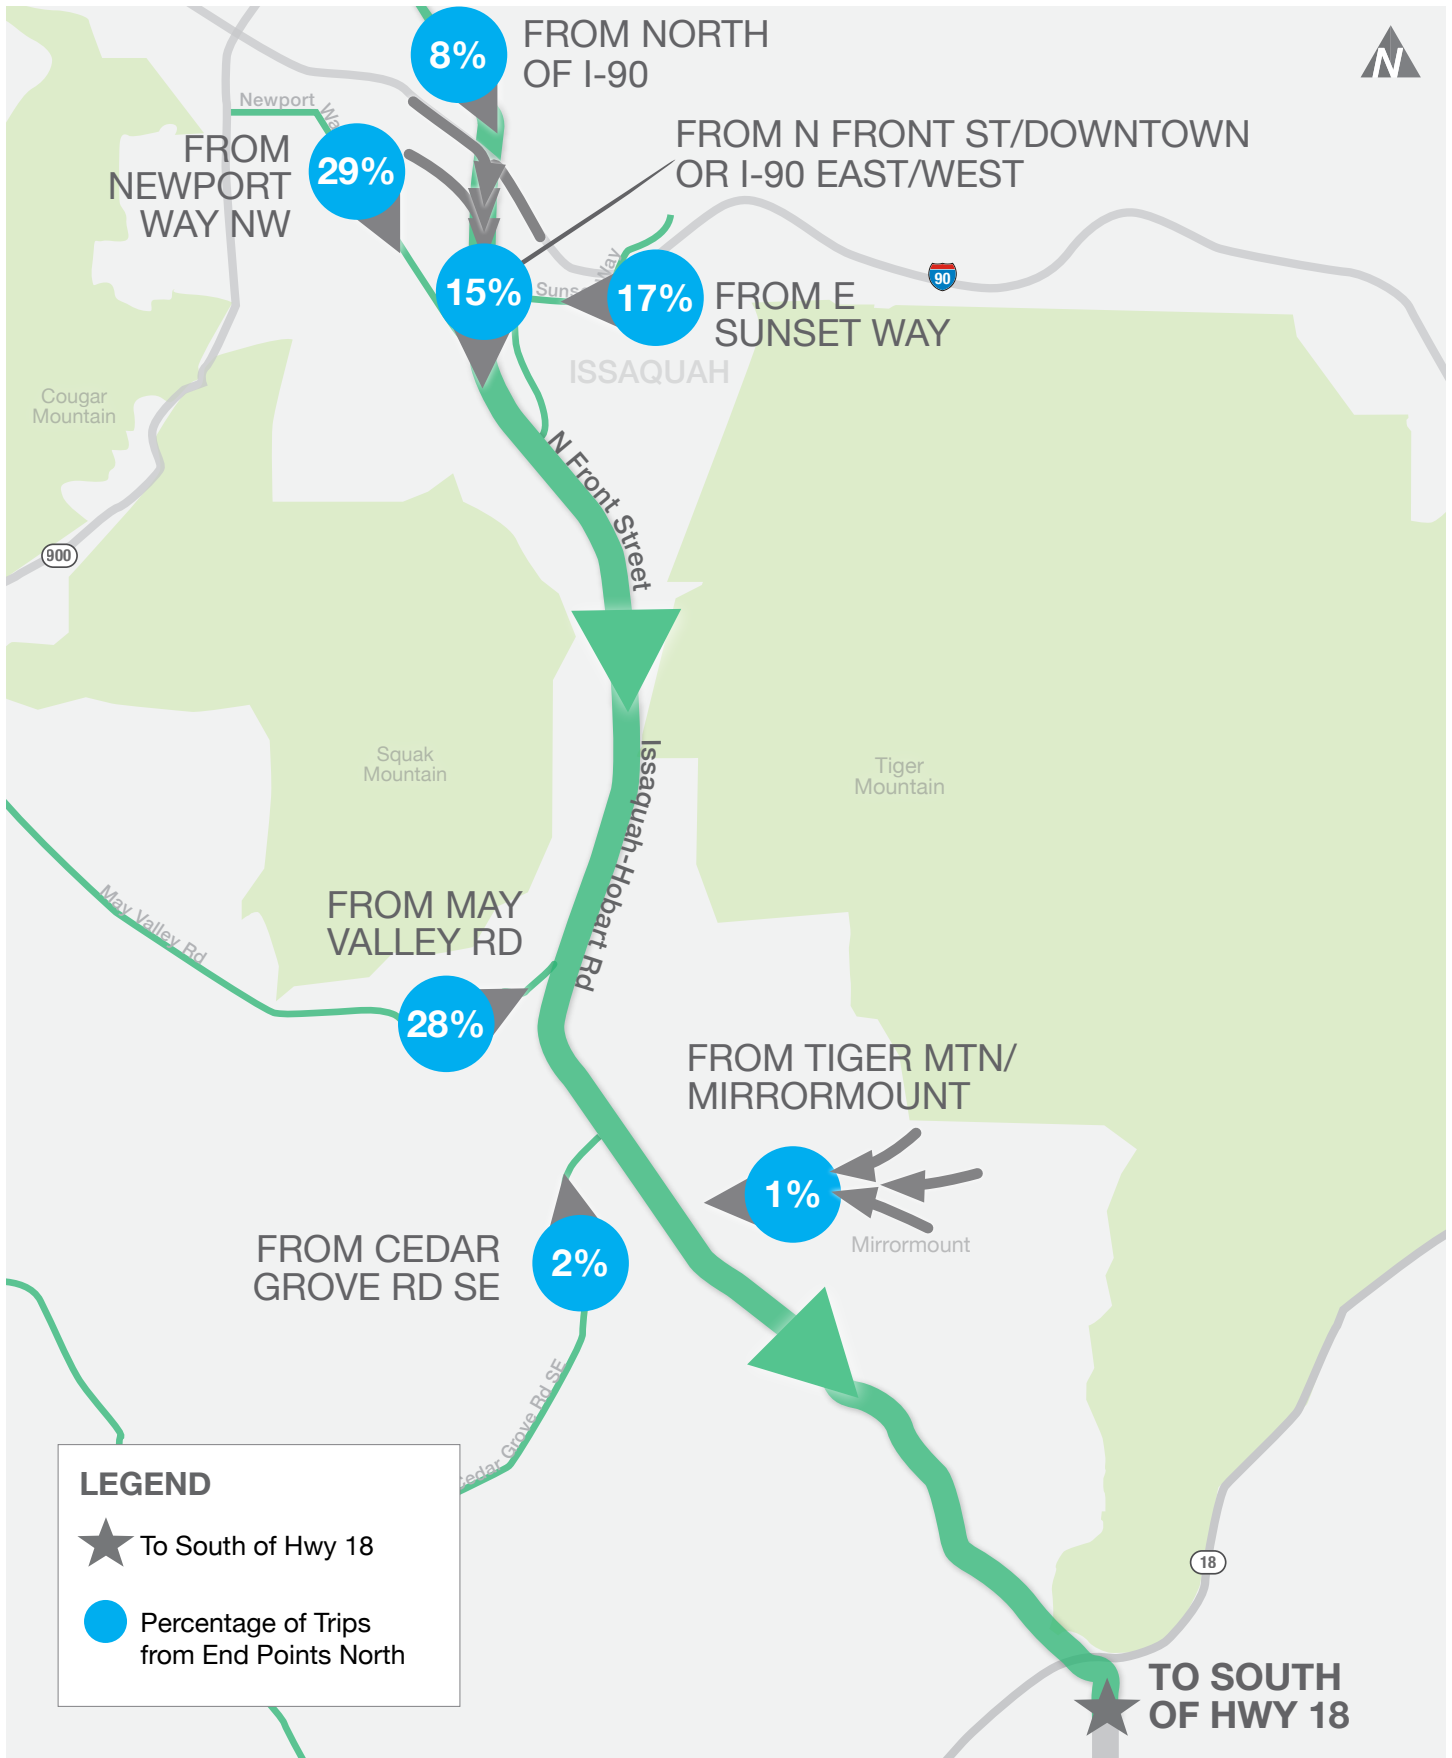 8%
FROM NORTH
OF I-90
N
Newport
FROM
NEWPORT
WAY NW
29%
FROM N FRONT ST/DOWNTOWN
OR I-90 EAST/WEST
15%
17%
FROM E
SUNSET WAY
90
ISSAQUAH
Cougar
Mountain
N Front Street
900
Squak
Mountain
Tiger
Mountain
Issaquah-Hobart Rd
May Valley Rd
FROM MAY
VALLEY RD
28%
FROM TIGER MTN/
MIRRORMOUNT
1%
Mirrormount
FROM CEDAR
GROVE RD SE
2%
Cedar Grove Rd SE
LEGEND
To South of Hwy 18
Percentage of Trips
from End Points North
18
TO SOUTH
OF HWY 18